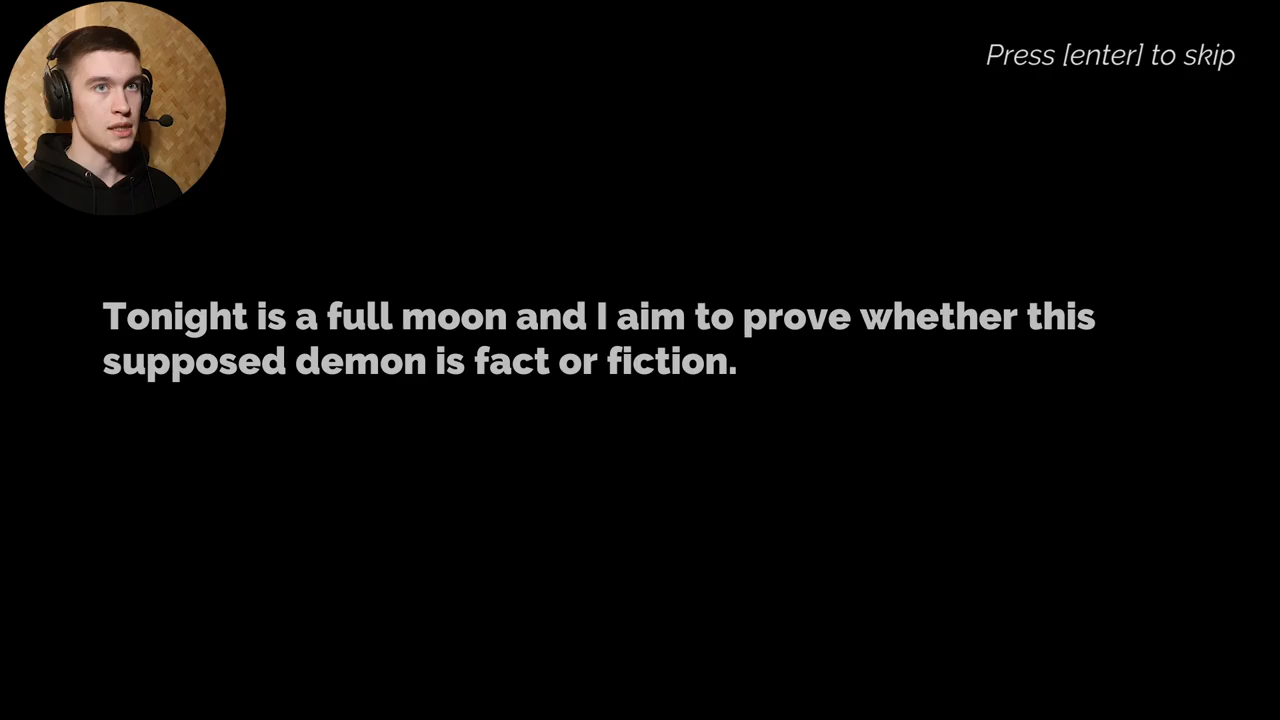 Press [enter] to skip
Tonight is a full moon and I aim to prove whether this
supposed demon is fact or fiction.